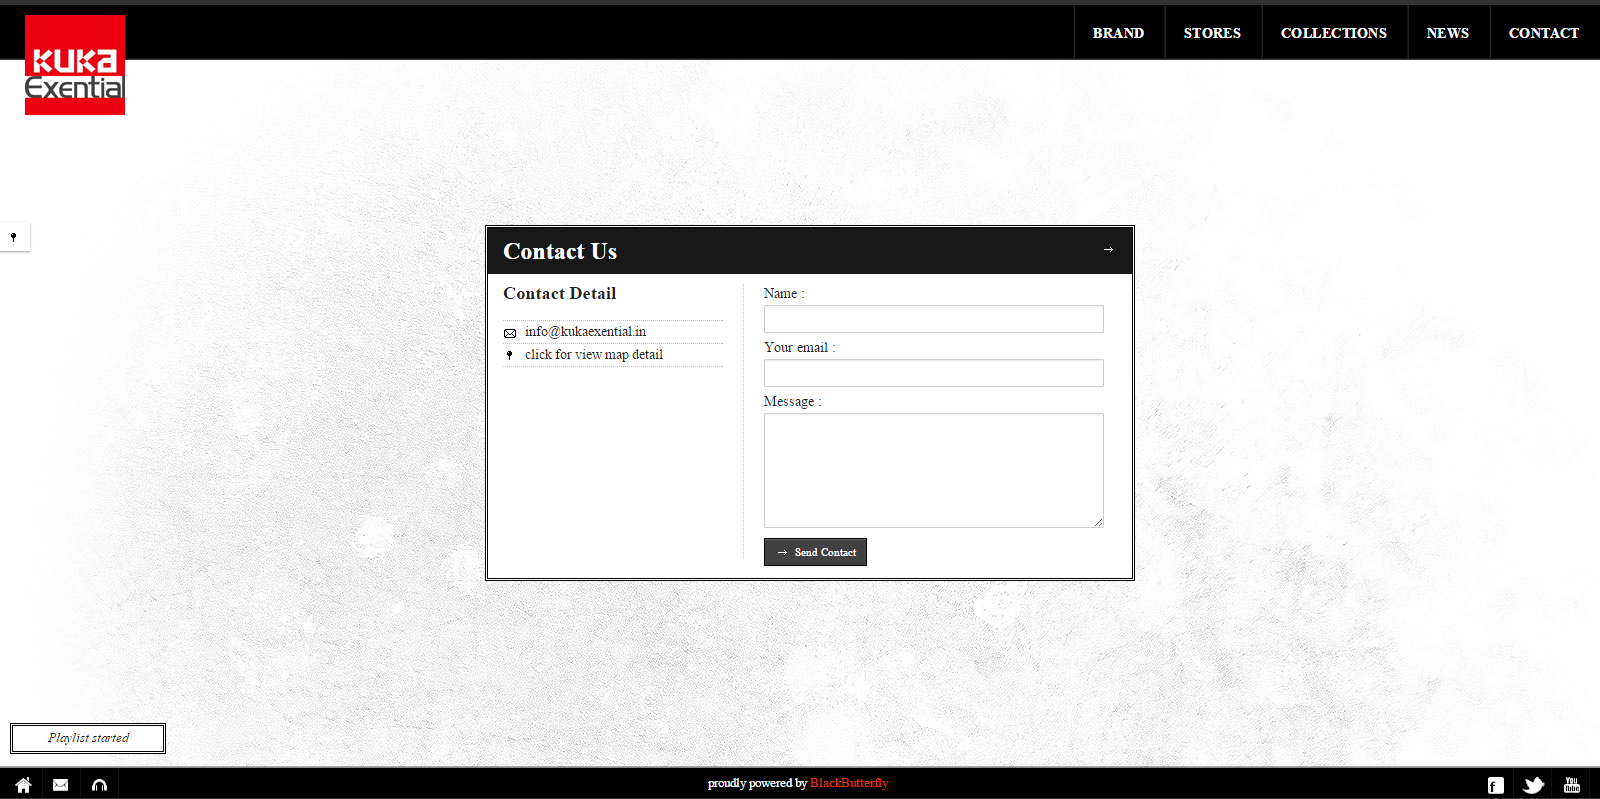 BRAND STORES COLLECTIONS NEWS CONTACT
KUKA
Exential
Contact Us
Contact Detail
info@kukaexential.in
click for view map detail
Name :
Your email :
Message :
Send Contact
Playlist started
proudly powered by BlackButterfly
f
You
Tube